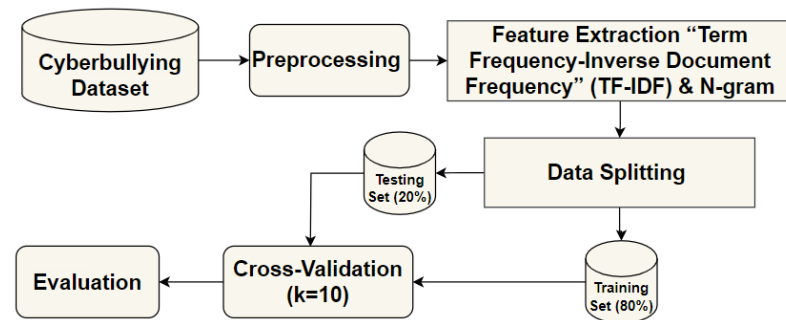 Cyberbullying
Dataset
Preprocessing
Feature Extraction “Term
Frequency-Inverse Document
Frequency” (TF-IDF) & N-gram
Data Splitting
Testing
Set (20%)
Training
Set (80%)
Cross-Validation
(k=10)
Evaluation